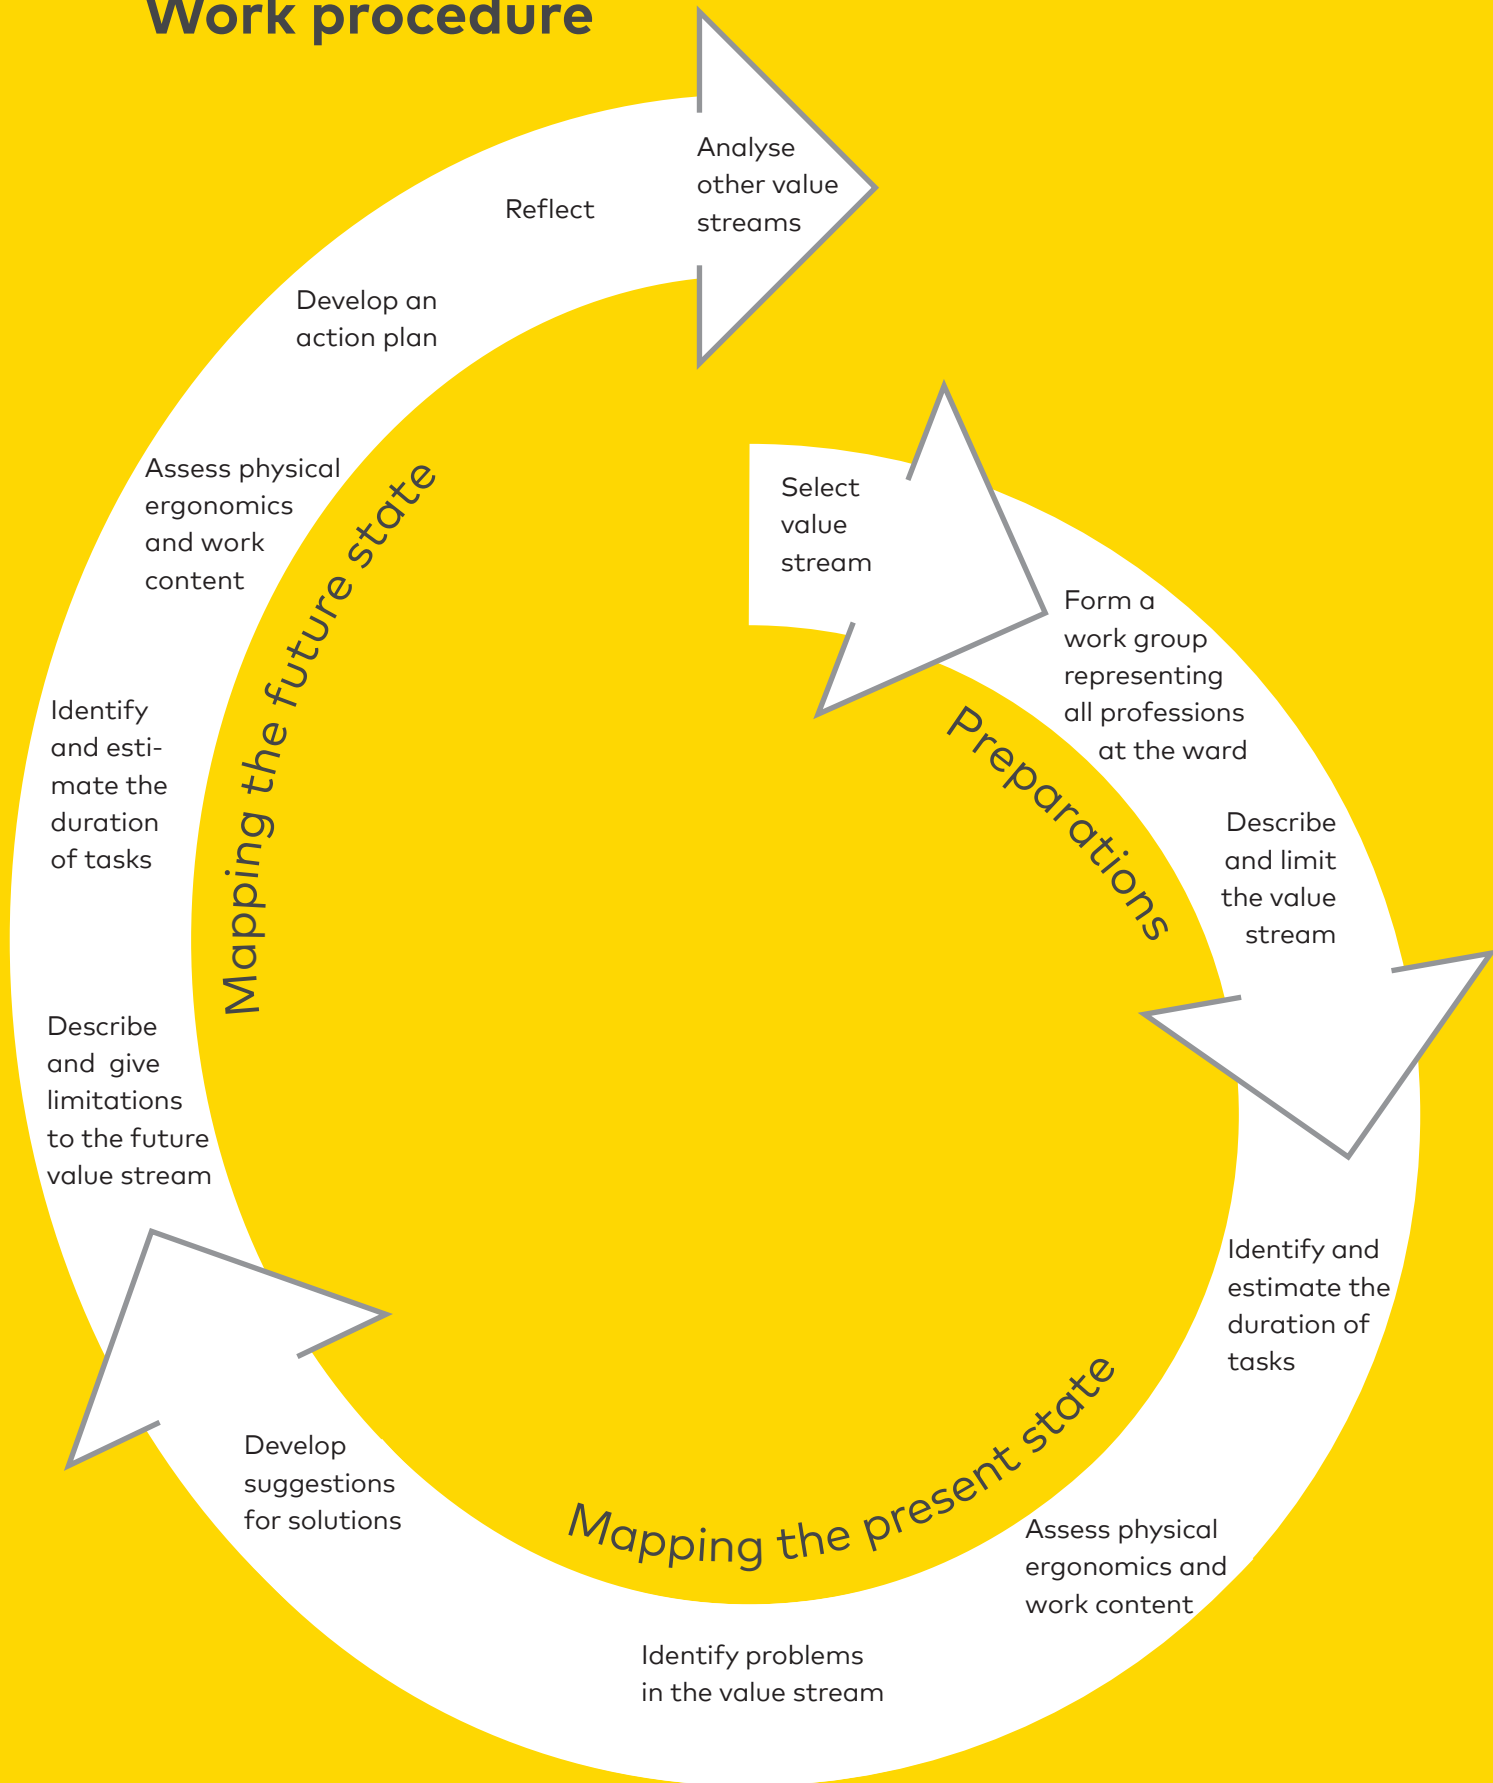 Work procedure
Select
value
stream
Form a
work group
representing
all professions
at the ward
Describe
and limit
the value
stream
Preparations
Identify and
estimate the
duration of
tasks
Assess physical
ergonomics and
work content
Identify problems
in the value stream
Develop
suggestions
for solutions
Mapping the present state
Describe
and give
limitations
to the future
value stream
Identify
and esti-
mate the
duration
of tasks
Assess physical
ergonomics
and work
content
Develop an
action plan
Reflect
Analyse
other value
streams
Mapping the future state